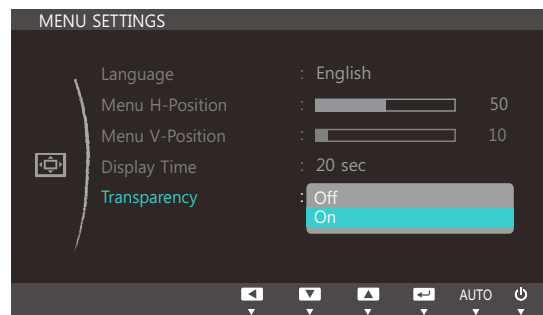 MENU SETTINGS
Language : English
Menu H-Position : 50
Menu V-Position : 10
Display Time : 20 sec
Transparency : Off
On
AUTO